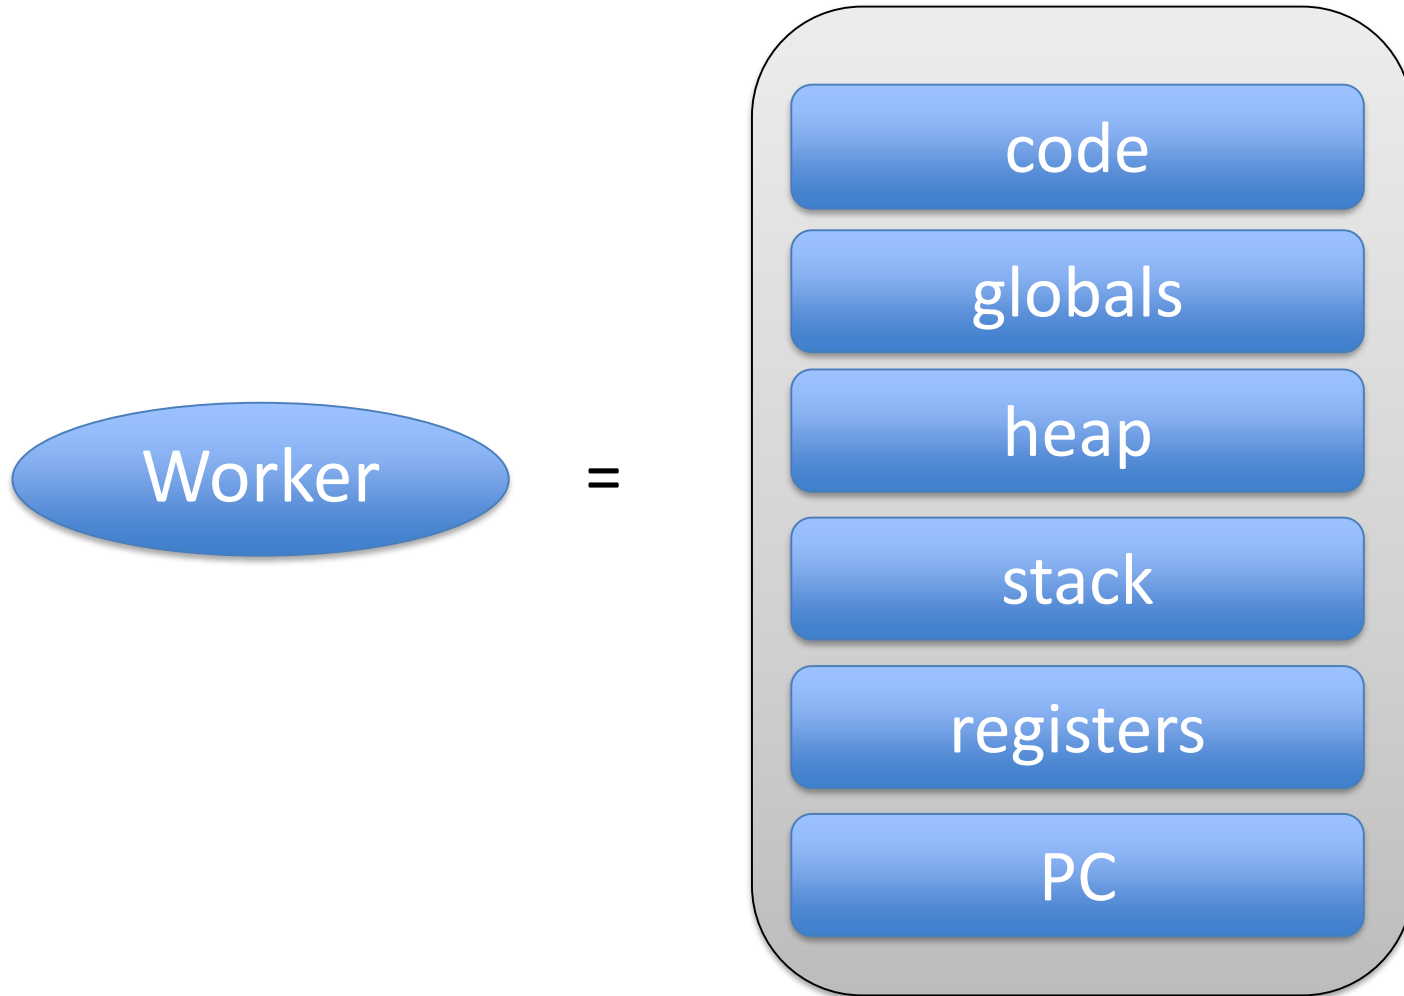 Worker
=
code
globals
heap
stack
registers
PC